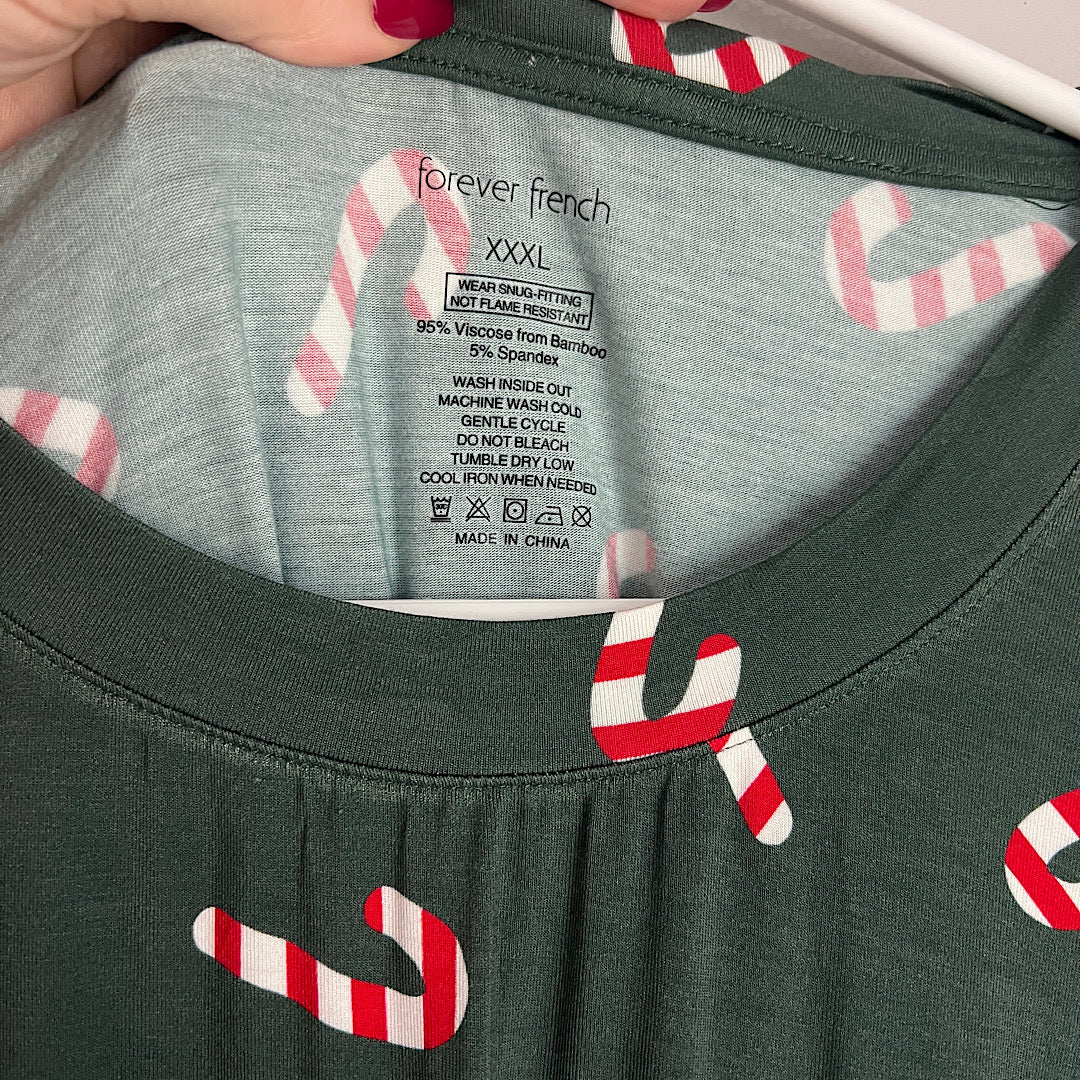 forever french
XXXL
WEAR SNUG-FITTING
NOT FLAME RESISTANT
95% Viscose from Bamboo
5% Spandex
WASH INSIDE OUT
MACHINE WASH COLD
GENTLE CYCLE
DO NOT BLEACH
TUMBLE DRY LOW
COOL IRON WHEN NEEDED
MADE IN CHINA